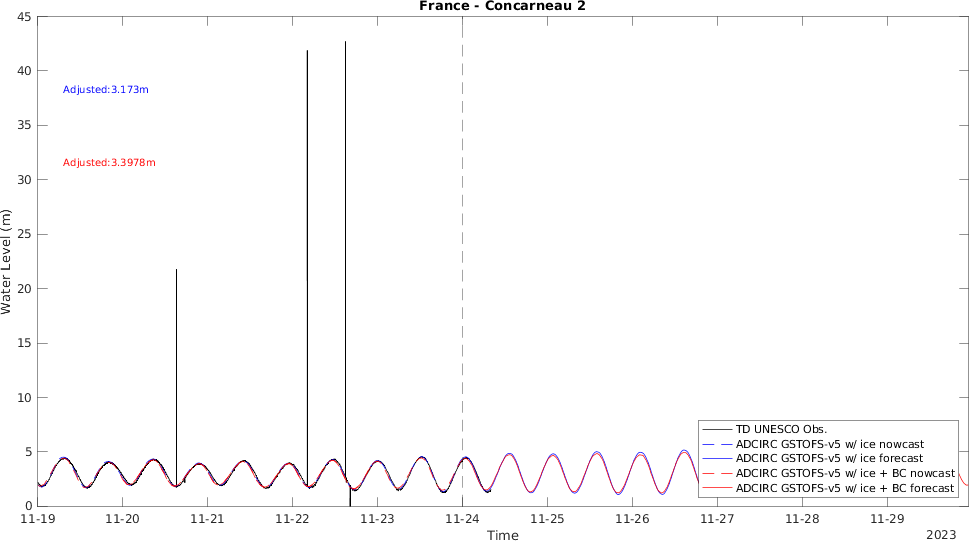 France - Concarneau 2
45
40
35
30
25
20
15
10
5
0
Water Level (m)
Adjusted:3.173m
Adjusted:3.3978m
TD UNESCO Obs.
ADCIRC GSTOFS-v5 w/ ice nowcast
ADCIRC GSTOFS-v5 w/ ice forecast
ADCIRC GSTOFS-v5 w/ ice + BC nowcast
ADCIRC GSTOFS-v5 w/ ice + BC forecast
11-19 11-20 11-21 11-22 11-23 11-24 11-25 11-26 11-27 11-28 11-29
Time
2023